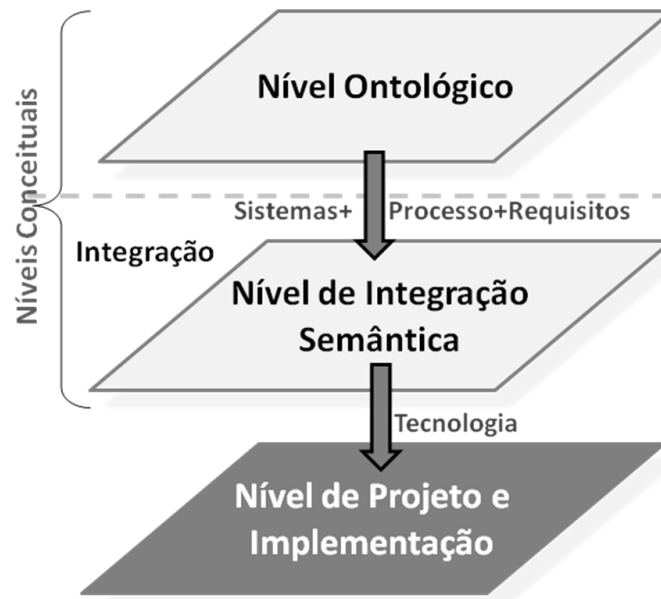 Nível Ontológico
Níveis Conceituais
Sistemas+ Processo+Requisitos
Integração
Nível de Integração
Semântica
Tecnologia
Nível de Projeto e
Implementação